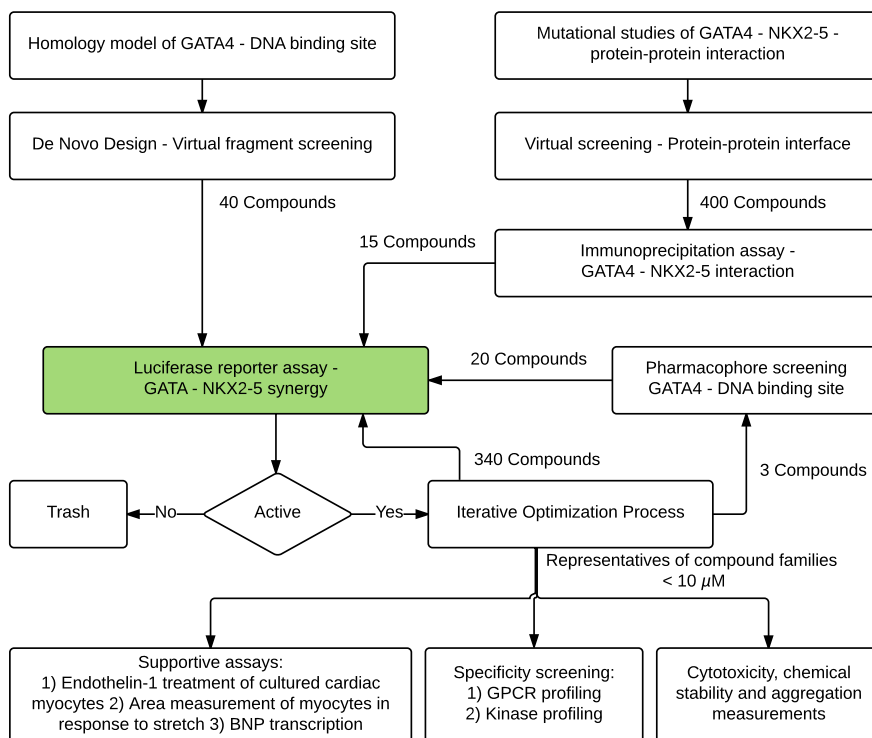 Homology model of GATA4 - DNA binding site
Mutational studies of GATA4 - NKX2-5 -
protein-protein interaction
De Novo Design - Virtual fragment screening
Virtual screening - Protein-protein interface
40 Compounds
400 Compounds
15 Compounds
Immunoprecipitation assay -
GATA4 - NKX2-5 interaction
Luciferase reporter assay -
GATA - NKX2-5 synergy
20 Compounds
Pharmacophore screening
GATA4 - DNA binding site
340 Compounds
3 Compounds
Trash
No
Active
Yes
Iterative Optimization Process
Representatives of compound families
< 10 µM
Supportive assays:
1) Endothelin-1 treatment of cultured cardiac
myocytes 2) Area measurement of myocytes in
response to stretch 3) BNP transcription
Specificity screening:
1) GPCR profiling
2) Kinase profiling
Cytotoxicity, chemical
stability and aggregation
measurements